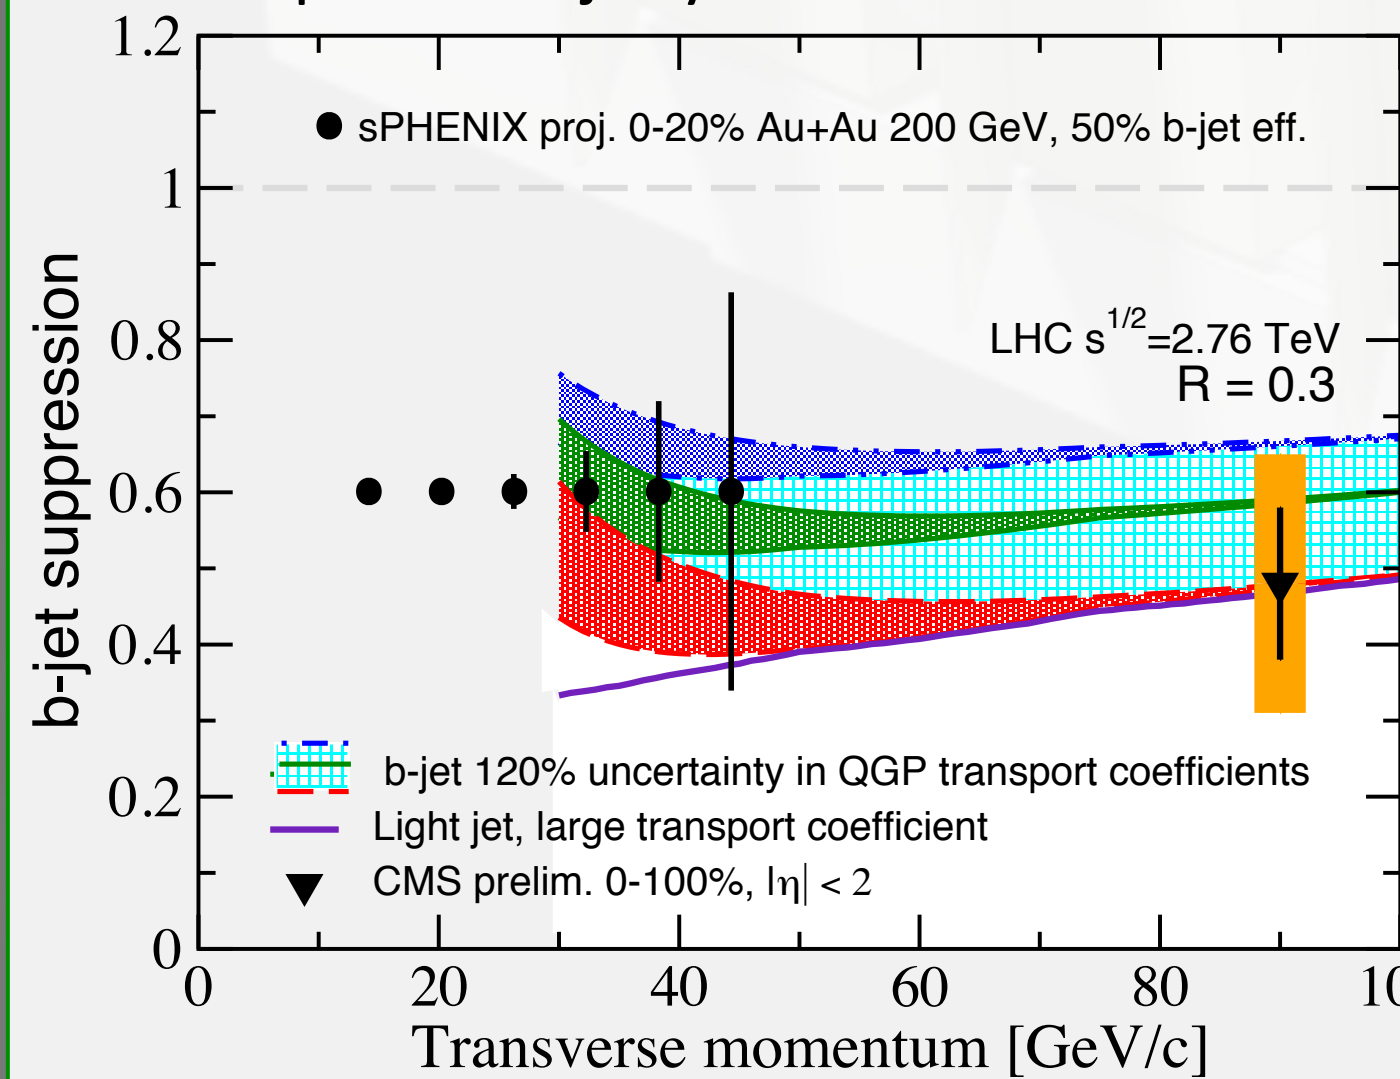 1.2
sPHENIX proj. 0-20% Au+Au 200 GeV, 50% b-jet eff.
1
0.8
LHC s1/2=2.76 TeV
R = 0.3
b-jet suppression
0.6
0.4
b-jet 120% uncertainty in QGP transport coefficients
0.2
Light jet, large transport coefficient
CMS prelim. 0-100%, |η| < 2
0
0 20 40 60 80
Transverse momentum [GeV/c]